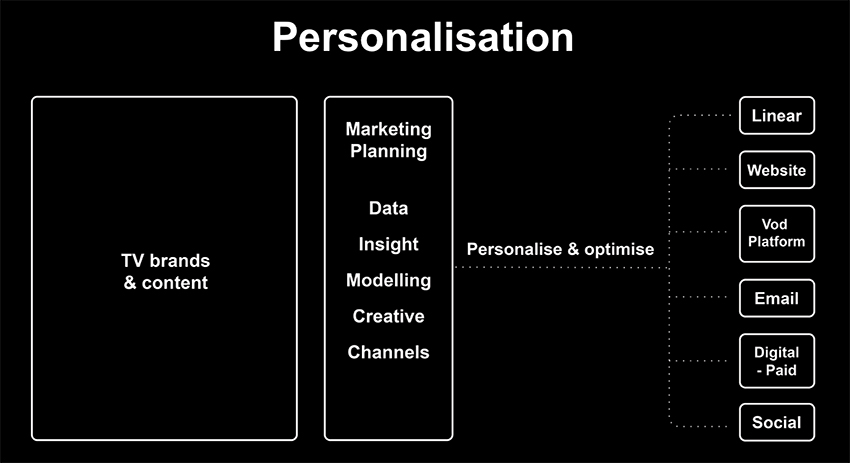 Personalisation
TV brands
& content
Marketing
Planning
Data
Insight
Modelling
Creative
Channels
Personalise & optimise
Linear
Website
Vod
Platform
Email
Digital
- Paid
Social